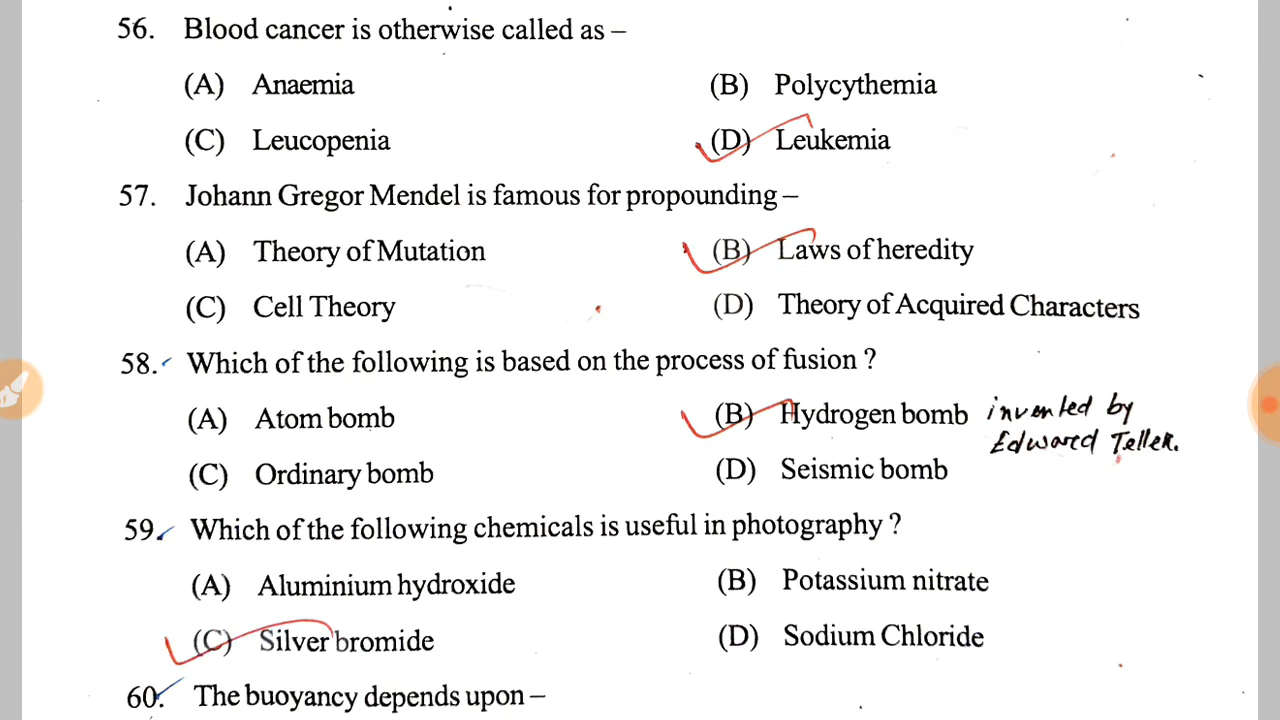 56. Blood cancer is otherwise called as –
(A) Anaemia (B) Polycythemia
(C) Leucopenia (D) Leukemia
57. Johann Gregor Mendel is famous for propounding –
(A) Theory of Mutation (B) Laws of heredity
(C) Cell Theory (D) Theory of Acquired Characters
58. Which of the following is based on the process of fusion ?
(A) Atom bomb (B) Hydrogen bomb invented by
Edward Teller.
(C) Ordinary bomb (D) Seismic bomb
59. Which of the following chemicals is useful in photography ?
(A) Aluminium hydroxide (B) Potassium nitrate
(C) Silver bromide (D) Sodium Chloride
60. The buoyancy depends upon –